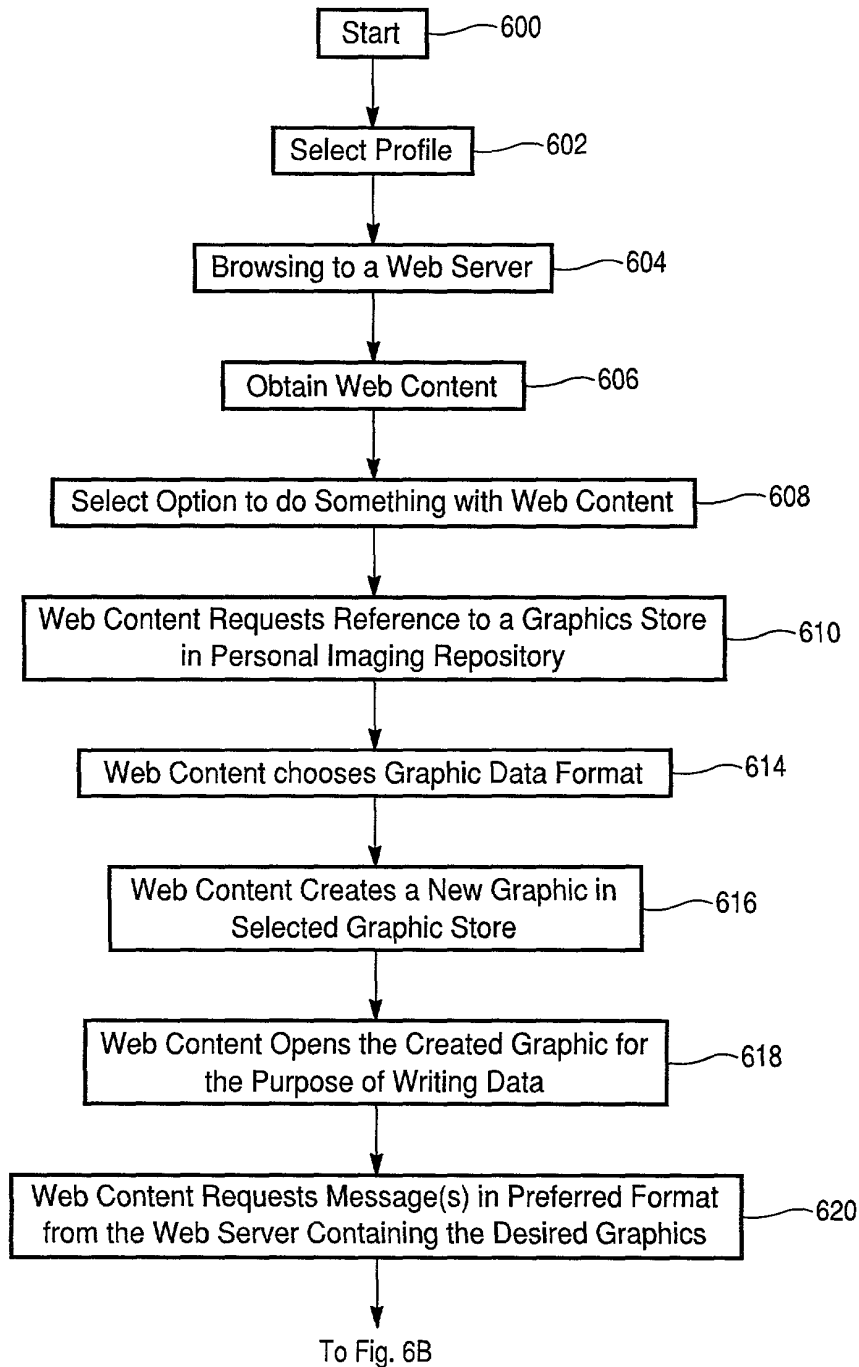 Start
600
Select Profile
602
Browsing to a Web Server
604
Obtain Web Content
606
Select Option to do Something with Web Content
608
Web Content Requests Reference to a Graphics Store
in Personal Imaging Repository
610
Web Content chooses Graphic Data Format
614
Web Content Creates a New Graphic in
Selected Graphic Store
616
Web Content Opens the Created Graphic for
the Purpose of Writing Data
618
Web Content Requests Message(s) in Preferred Format
from the Web Server Containing the Desired Graphics
620
To Fig. 6B